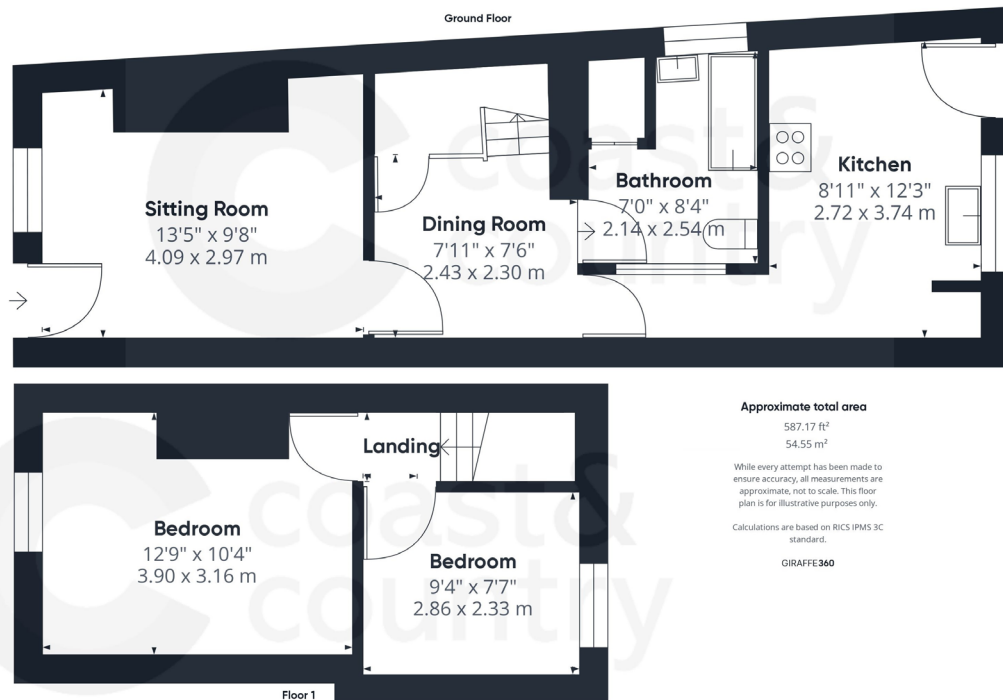 Ground Floor
Sitting Room
13'5" x 9'8"
4.09 x 2.97 m
Dining Room
7'11" x 7'6"
2.43 x 2.30 m
Bathroom
7'0" x 8'4"
2.14 x 2.54 m
Kitchen
8'11" x 12'3"
2.72 x 3.74 m
coast&
country
Landing
Bedroom
12'9" x 10'4"
3.90 x 3.16 m
Bedroom
9'4" x 7'7"
2.86 x 2.33 m
coast&
country
Floor 1
Approximate total area
587.17 ft²
54.55 m²
While every attempt has been made to
ensure accuracy, all measurements are
approximate, not to scale. This floor
plan is for illustrative purposes only.
Calculations are based on RICS IPMS 3C
standard.
GIRAFFE360